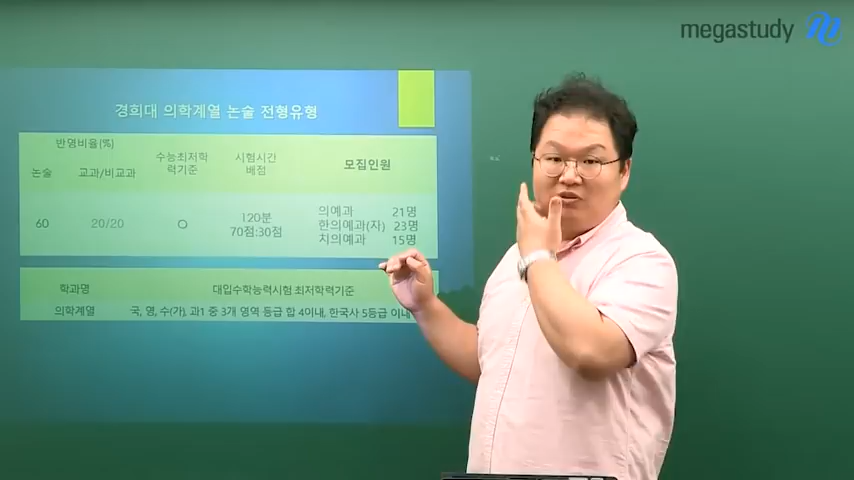 megastudy
경희대 의학계열 논술 전형유형
반영비율(%)
논술 교과/비교과
수능최저학
력기준
시험시간
배점
모집인원
60 20/20 O
120분
70점:30점
의예과 21명
한의예과(자) 23명
치의예과 15명
학과명 대입수학능력시험 최저학력기준
의학계열 국, 영, 수(가), 과1 중 3개 영역 등급 합 4이내, 한국사 5등급 이내